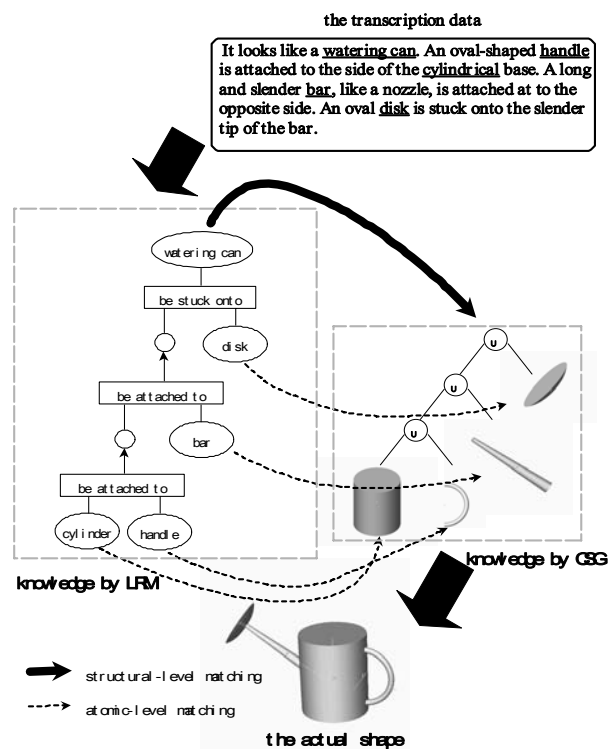 the transcription data
It looks like a watering can. An oval-shaped handle
is attached to the side of the cylindrical base. A long
and slender bar, like a nozzle, is attached at to the
opposite side. An oval disk is stuck onto the slender
tip of the bar.
watering can
be stuck onto
disk
be attached to
bar
be attached to
cylinder
handle
U
U
U
knowledge by LRM
knowledge by CSG
structural-level matching
atomic-level matching
the actual shape